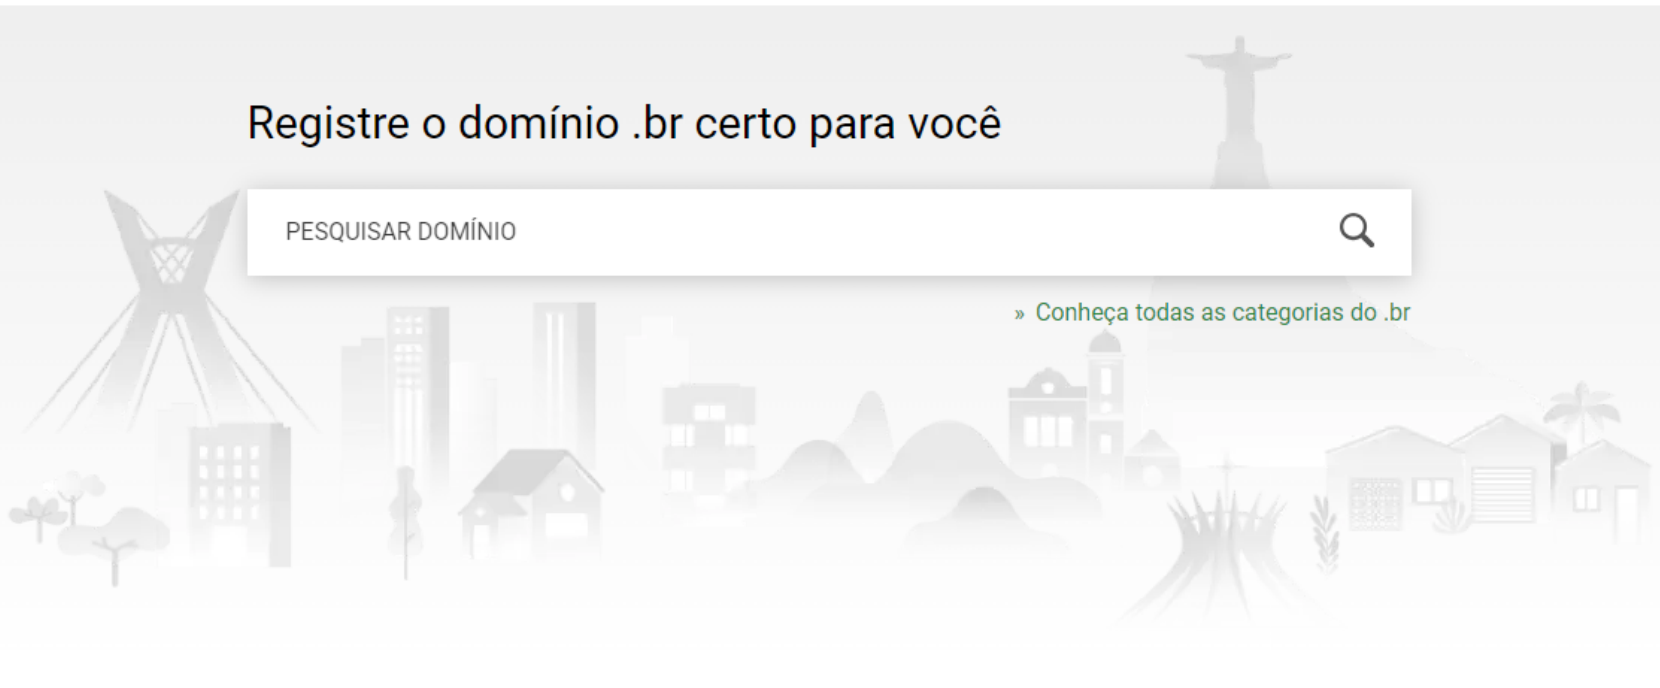 Registre o domínio .br certo para você
PESQUISAR DOMÍNIO
» Conheça todas as categorias do .br